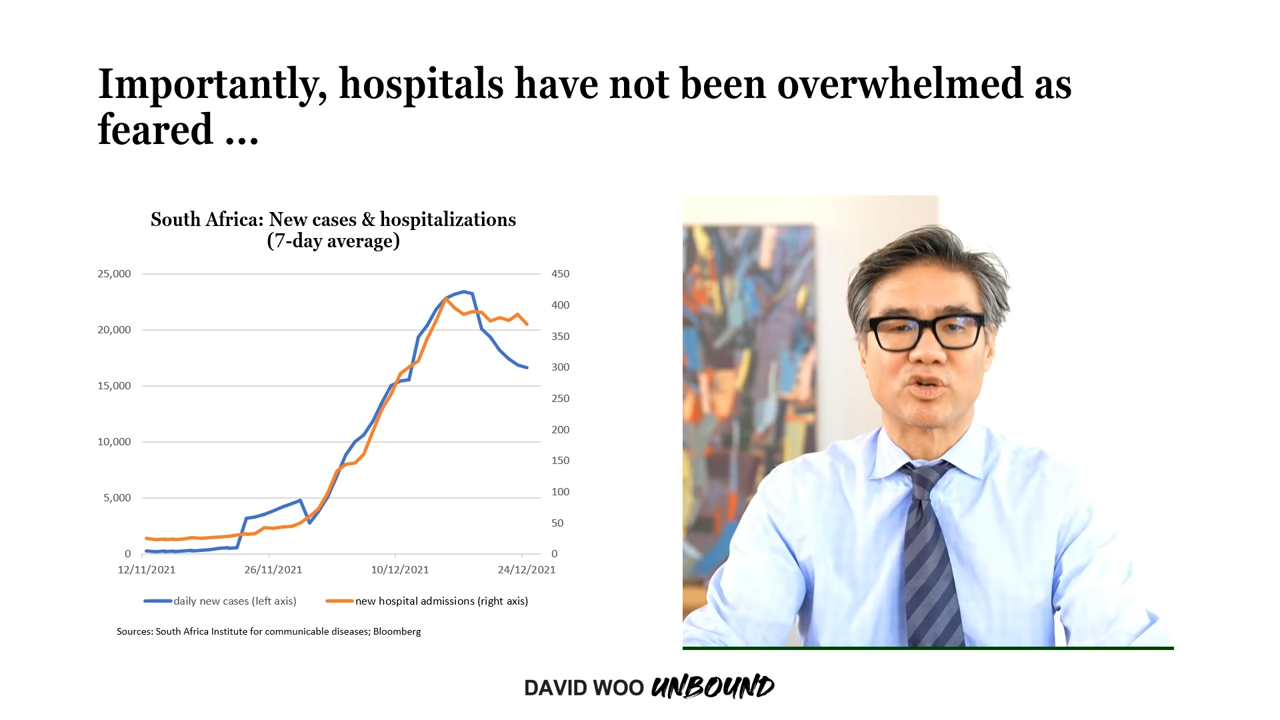 Importantly, hospitals have not been overwhelmed as
feared ...
South Africa: New cases & hospitalizations
(7-day average)
25,000
20,000
15,000
10,000
5,000
0
450
400
350
300
250
200
150
100
50
0
12/11/2021 26/11/2021 10/12/2021 24/12/2021
daily new cases (left axis) new hospital admissions (right axis)
Sources: South Africa Institute for communicable diseases; Bloomberg
DAVID WOO UNBOUND